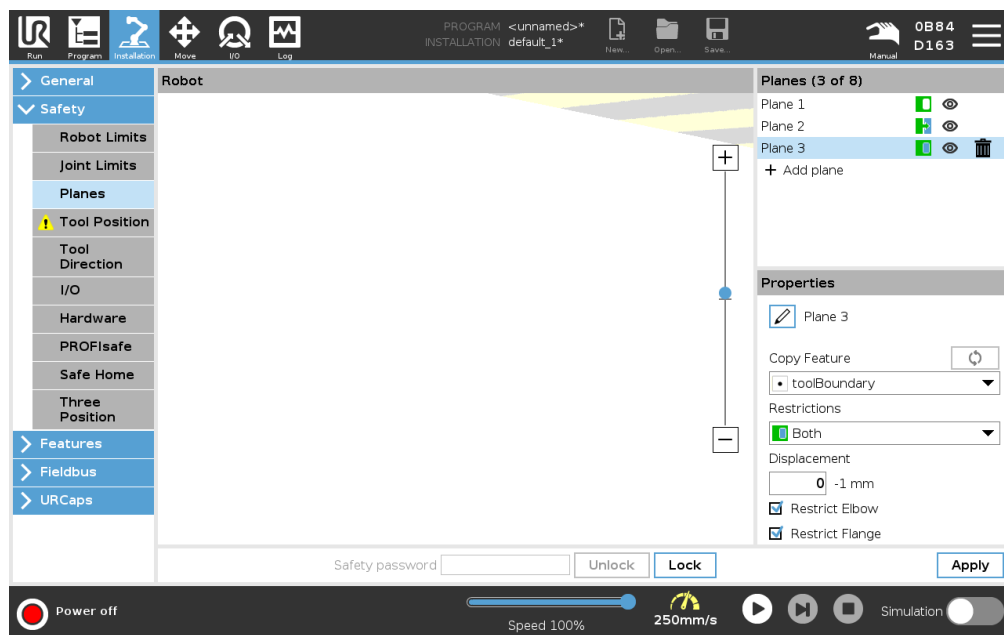 UR
PROGRAM <unnamed>*
INSTALLATION default_1*
Run
Program
Installation
Move
I/O
Log
New...
Open...
Save...
Manual
0B84
D163
General
Safety
Robot Limits
Joint Limits
Planes
Tool Position
Tool
Direction
I/O
Hardware
PROFIsafe
Safe Home
Three
Position
Features
Fieldbus
URCaps
Robot
+
−
Planes (3 of 8)
Plane 1
Plane 2
Plane 3
+ Add plane
Properties
Plane 3
Copy Feature
toolBoundary
Restrictions
Both
Displacement
0 -1 mm
Restrict Elbow
Restrict Flange
Safety password
Unlock
Lock
Apply
Power off
Speed 100%
250mm/s
Simulation